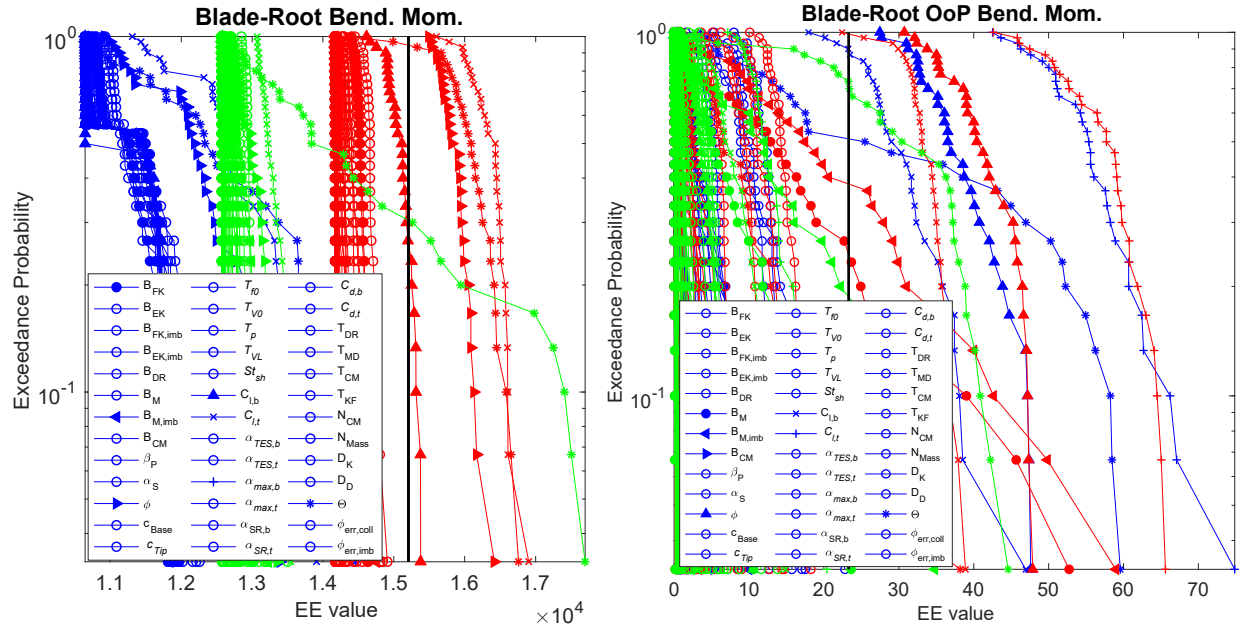 Blade-Root Bend. Mom.
10^0
10^-1
Exceedance Probability
B_FK
B_EK
B_FK,imb
B_EK,imb
B_DR
B_M
B_M,imb
B_CM
β_P
α_S
ϕ
c_Base
c_Tip
T_f0
T_V0
T_p
T_VL
St_sh
C_l,b
C_l,t
α_TES,b
α_TES,t
α_max,b
α_max,t
α_SR,b
α_SR,t
C_d,b
C_d,t
T_DR
T_MD
T_CM
T_KF
N_CM
N_Mass
D_K
D_D
Θ
ϕ_err,coll
ϕ_err,imb
1.1 1.2 1.3 1.4 1.5 1.6 1.7
EE value
×10^4
Blade-Root OoP Bend. Mom.
10^0
10^-1
Exceedance Probability
B_FK
B_EK
B_FK,imb
B_EK,imb
B_DR
B_M
B_M,imb
B_CM
β_P
α_S
ϕ
c_Base
c_Tip
T_f0
T_V0
T_p
T_VL
St_sh
C_l,b
C_l,t
α_TES,b
α_TES,t
α_max,b
α_max,t
α_SR,b
α_SR,t
C_d,b
C_d,t
T_DR
T_MD
T_CM
T_KF
N_CM
N_Mass
D_K
D_D
Θ
ϕ_err,coll
ϕ_err,imb
0 10 20 30 40 50 60 70
EE value